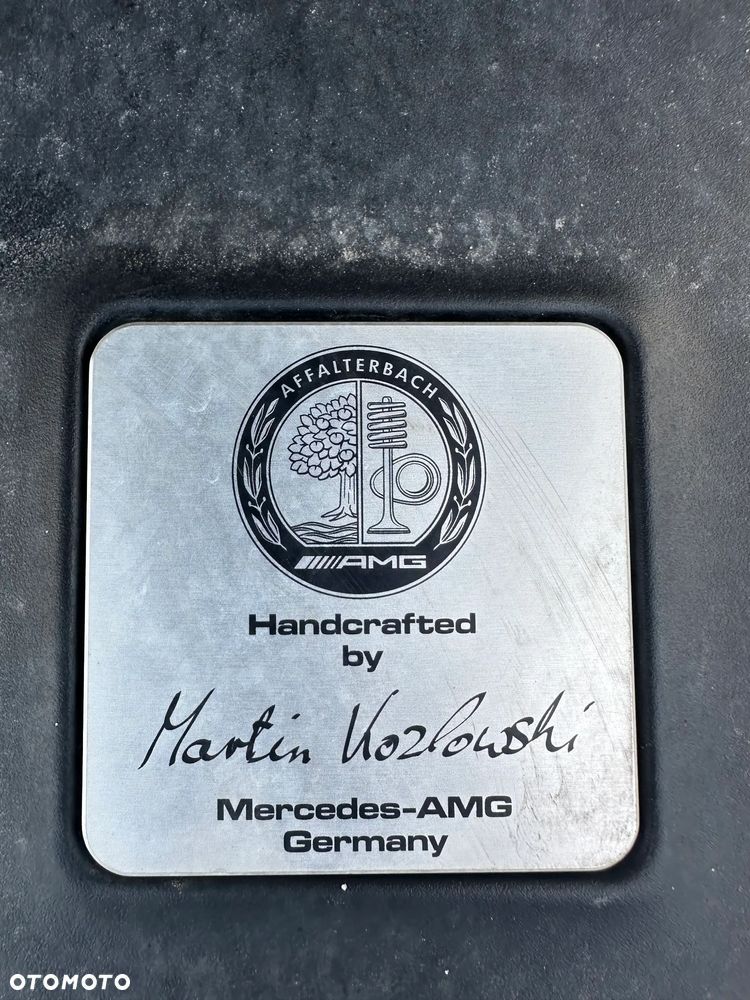 AFFALTERBACH
AMG
Handcrafted
by
Martin Kozlowski
Mercedes-AMG
Germany
OTOMOTO